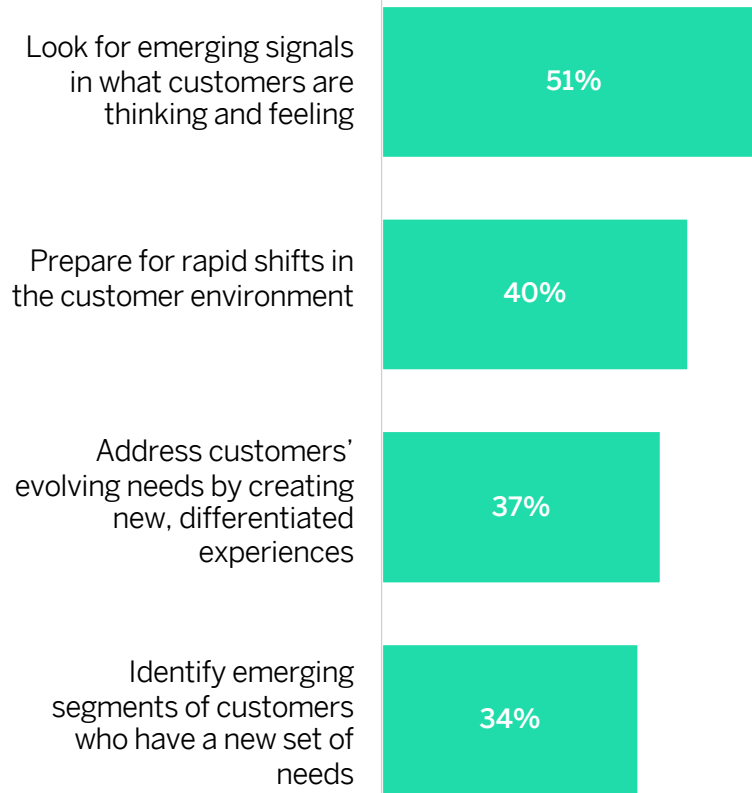 Look for emerging signals
in what customers are
thinking and feeling
51%
Prepare for rapid shifts in
the customer environment
40%
Address customers’
evolving needs by creating
new, differentiated
experiences
37%
Identify emerging
segments of customers
who have a new set of
needs
34%